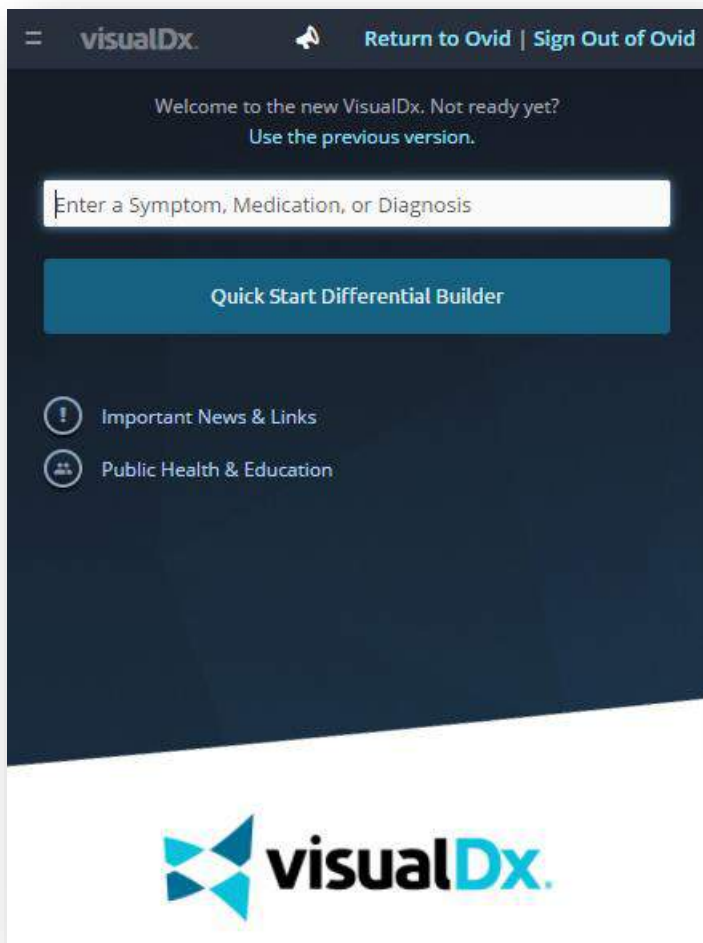 visualDx.
Return to Ovid | Sign Out of Ovid
Welcome to the new VisualDx. Not ready yet?
Use the previous version.
Enter a Symptom, Medication, or Diagnosis
Quick Start Differential Builder
Important News & Links
Public Health & Education
visualDx.